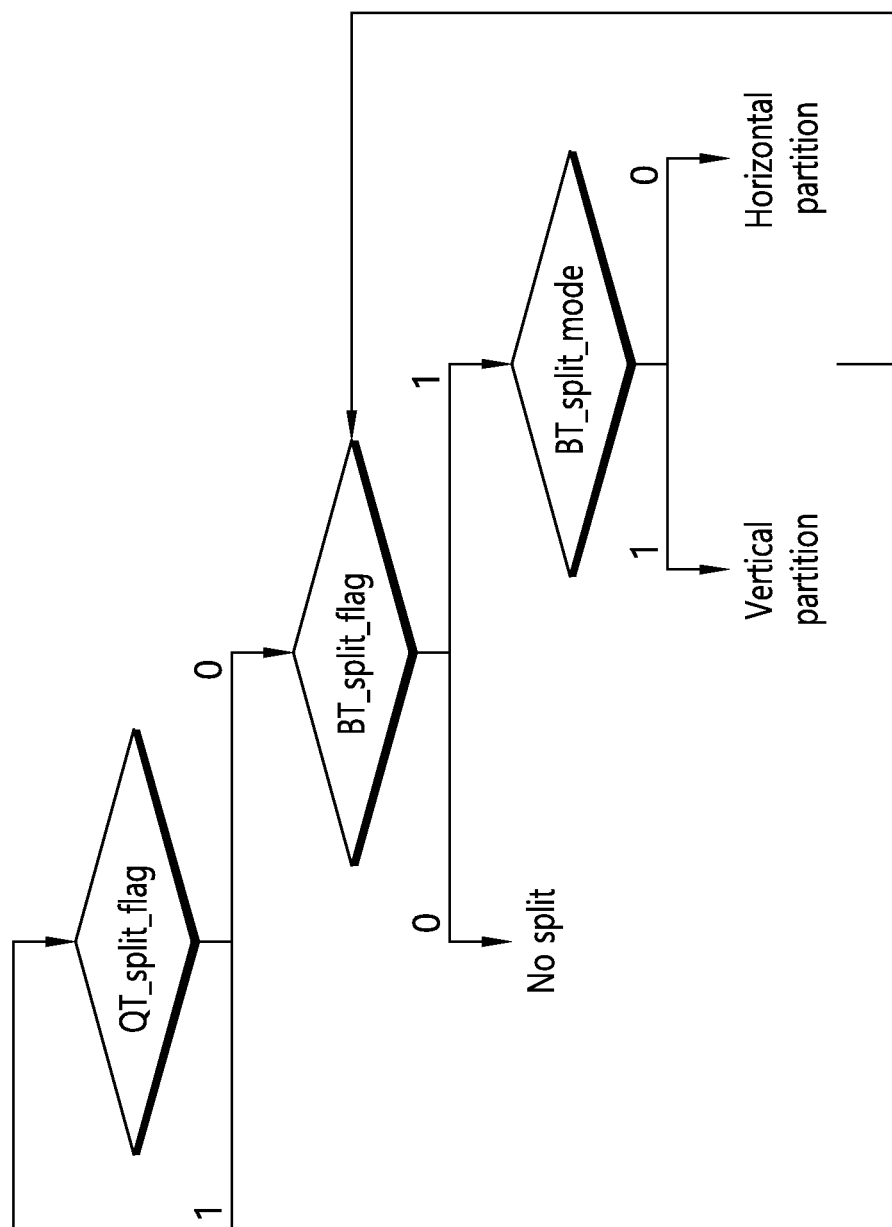 QT_split_flag
1
0
BT_split_flag
0
1
No split
BT_split_mode
1
0
Vertical
partition
Horizontal
partition